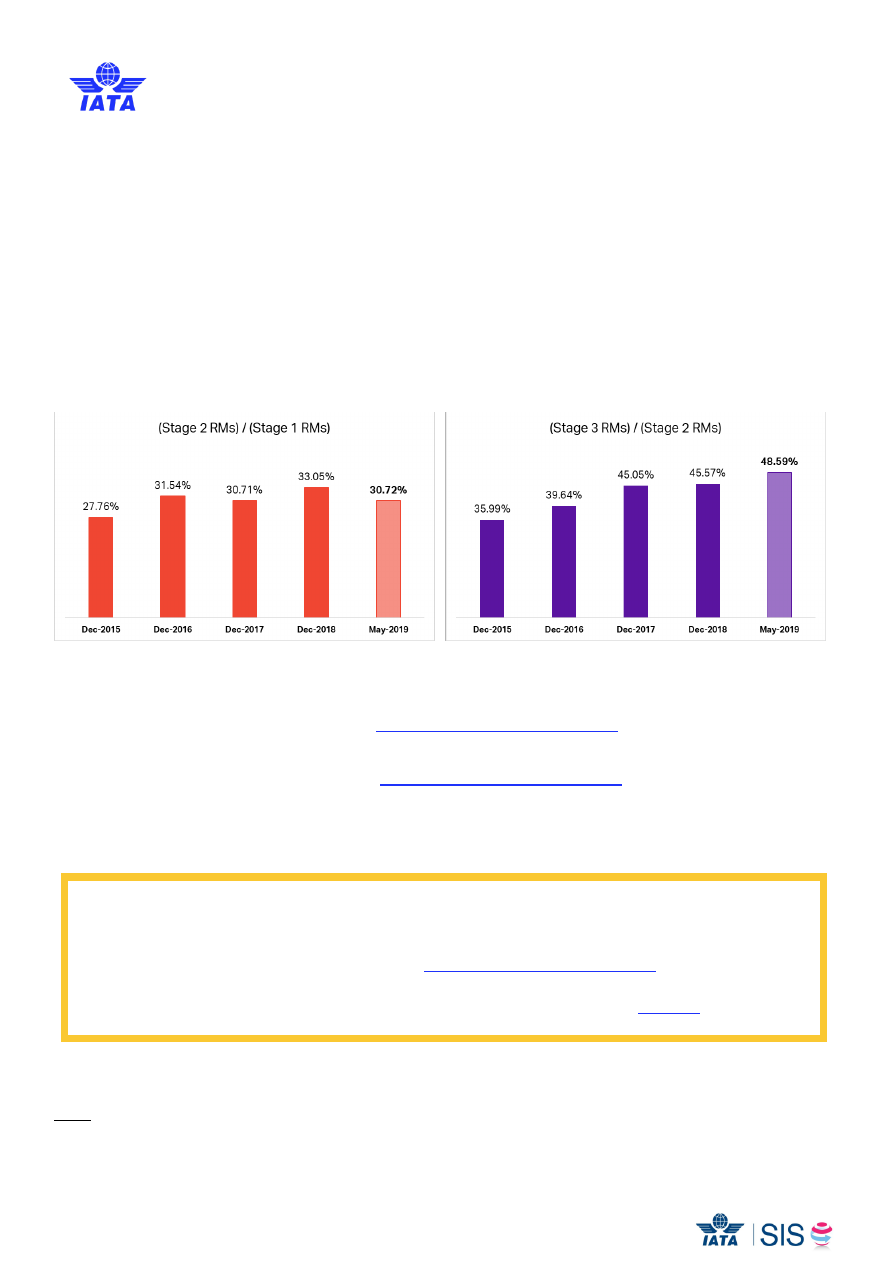 IATA
(Stage 2 RMs) / (Stage 1 RMs)
27.76%
31.54%
30.71%
33.05%
30.72%
Dec-2015 Dec-2016 Dec-2017 Dec-2018 May-2019
(Stage 3 RMs) / (Stage 2 RMs)
35.99%
39.64%
45.05%
45.57%
48.59%
Dec-2015 Dec-2016 Dec-2017 Dec-2018 May-2019
IATA SIS